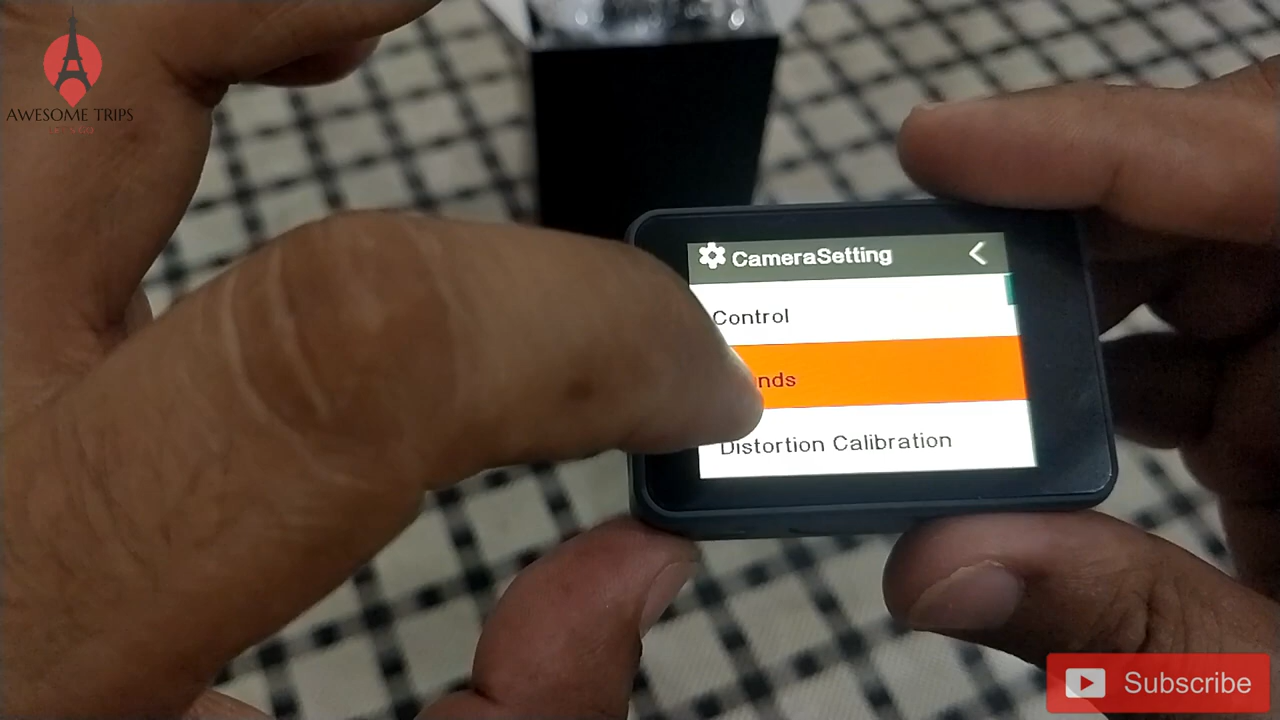 AWESOME TRIPS
CameraSetting
Control
nds
Distortion Calibration
Subscribe